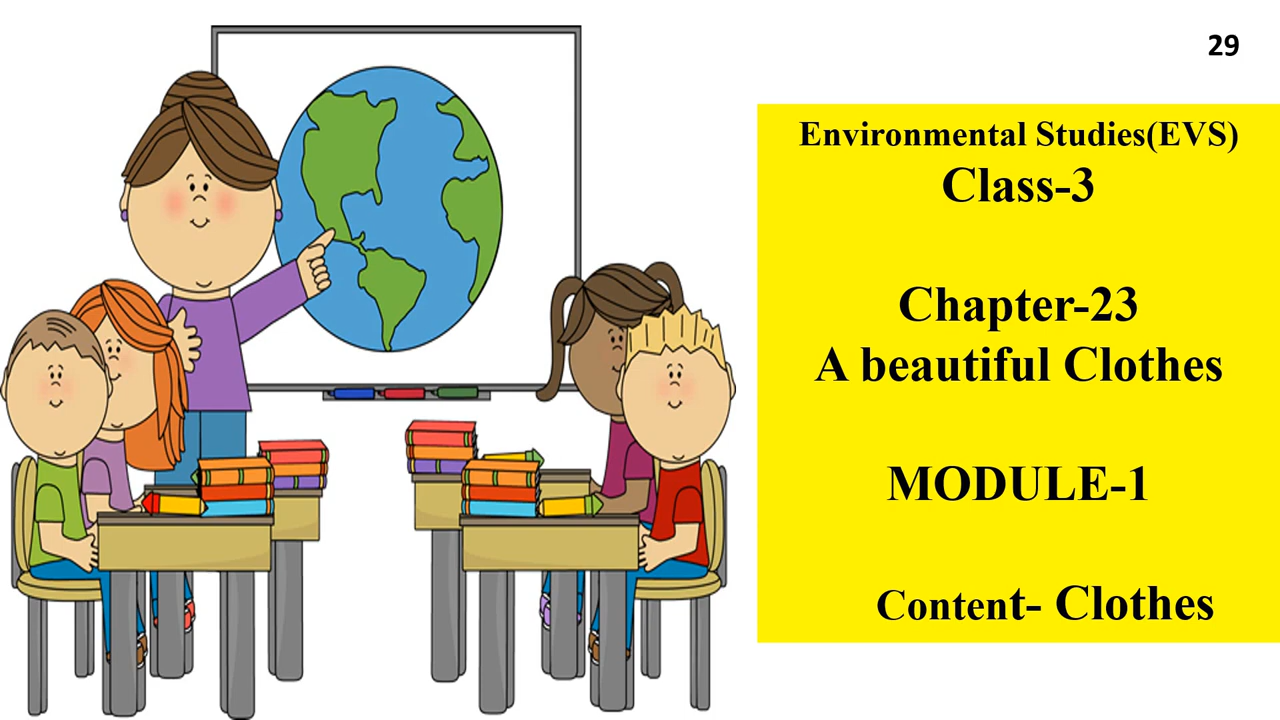 29
Environmental Studies(EVS)
Class-3
Chapter-23
A beautiful Clothes
MODULE-1
Content- Clothes